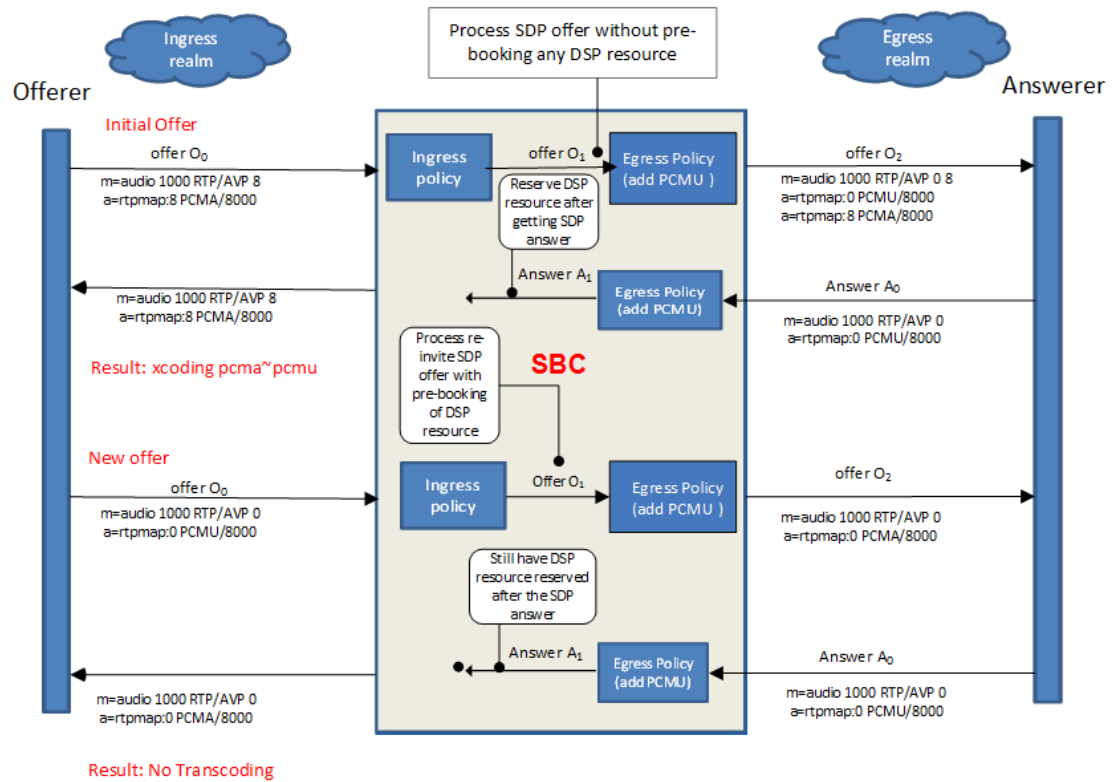 Ingress
realm
Process SDP offer without pre-
booking any DSP resource
Egress
realm
Offerer
Answerer
Initial Offer
offer O₀
m=audio 1000 RTP/AVP 8
a=rtpmap:8 PCMA/8000
Ingress
policy
offer O₁
Egress Policy
(add PCMU )
offer O₂
m=audio 1000 RTP/AVP 0 8
a=rtpmap:0 PCMU/8000
a=rtpmap:8 PCMA/8000
Reserve DSP
resource after
getting SDP
answer
Answer A₁
Egress Policy
(add PCMU)
Answer A₀
m=audio 1000 RTP/AVP 0
a=rtpmap:0 PCMU/8000
m=audio 1000 RTP/AVP 8
a=rtpmap:8 PCMA/8000
Result: xcoding pcma~pcmu
Process re-
invite SDP
offer with
pre-booking
of DSP
resource
SBC
New offer
offer O₀
m=audio 1000 RTP/AVP 0
a=rtpmap:0 PCMU/8000
Ingress
policy
Offer O₁
Egress Policy
(add PCMU )
offer O₂
m=audio 1000 RTP/AVP 0
a=rtpmap:0 PCMA/8000
Still have DSP
resource reserved
after the SDP
answer
Answer A₁
Egress Policy
(add PCMU)
Answer A₀
m=audio 1000 RTP/AVP 0
a=rtpmap:0 PCMU/8000
m=audio 1000 RTP/AVP 0
a=rtpmap:0 PCMA/8000
Result: No Transcoding